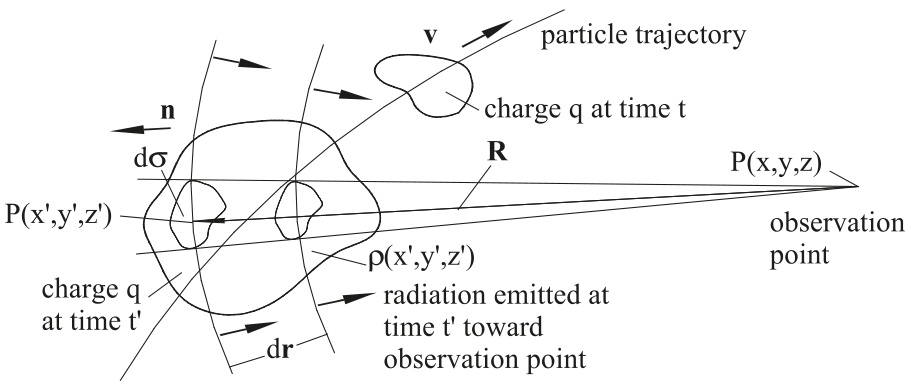 v
particle trajectory
n
charge q at time t
dσ
R
P(x,y,z)
P(x',y',z')
observation
point
ρ(x',y',z')
charge q
at time t'
radiation emitted at
time t' toward
observation point
dr